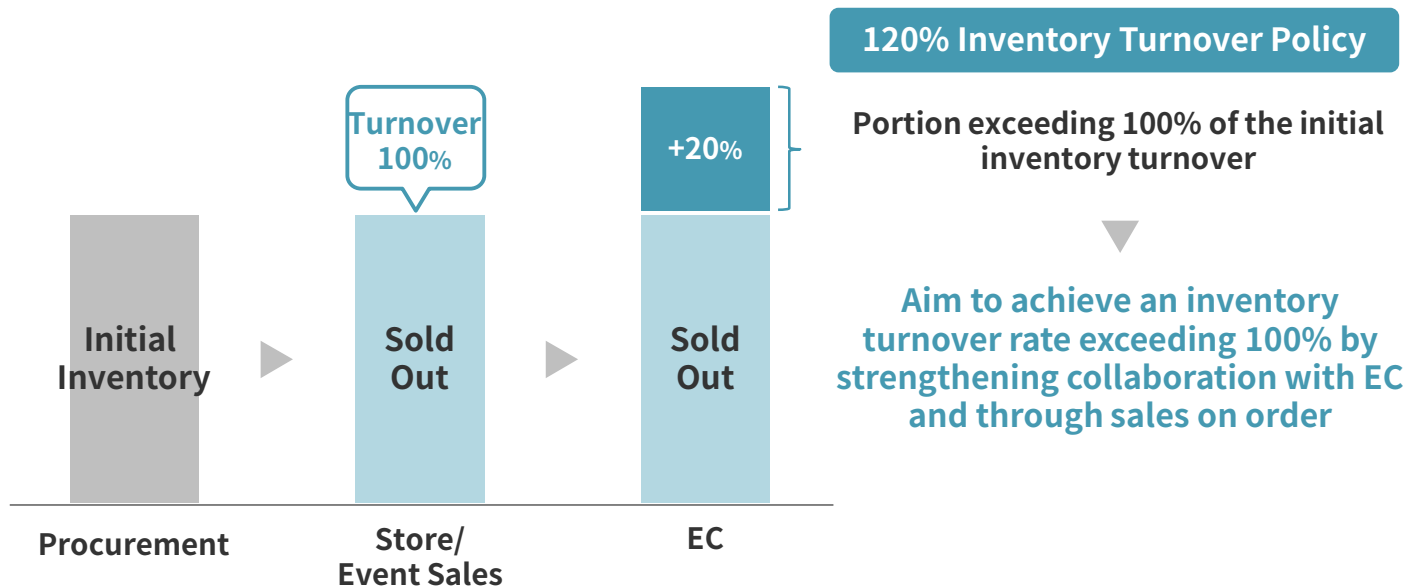 120% Inventory Turnover Policy
Turnover
100%
+20%
Portion exceeding 100% of the initial
inventory turnover
Initial
Inventory
Sold
Out
Sold
Out
Aim to achieve an inventory
turnover rate exceeding 100% by
strengthening collaboration with EC
and through sales on order
Procurement
Store/
Event Sales
EC